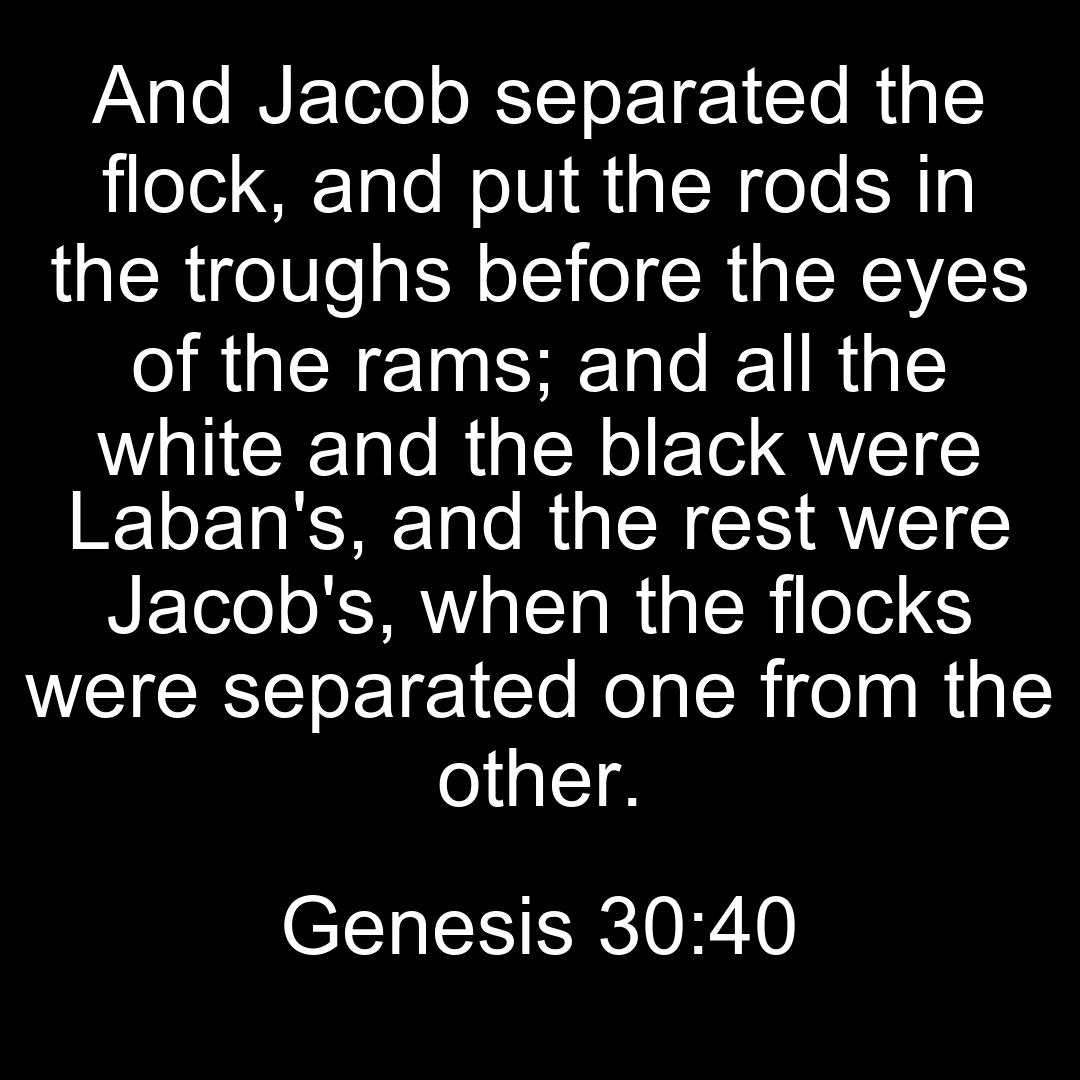 And Jacob separated the
flock, and put the rods in
the troughs before the eyes
of the rams; and all the
white and the black were
Laban's, and the rest were
Jacob's, when the flocks
were separated one from the
other.
Genesis 30:40